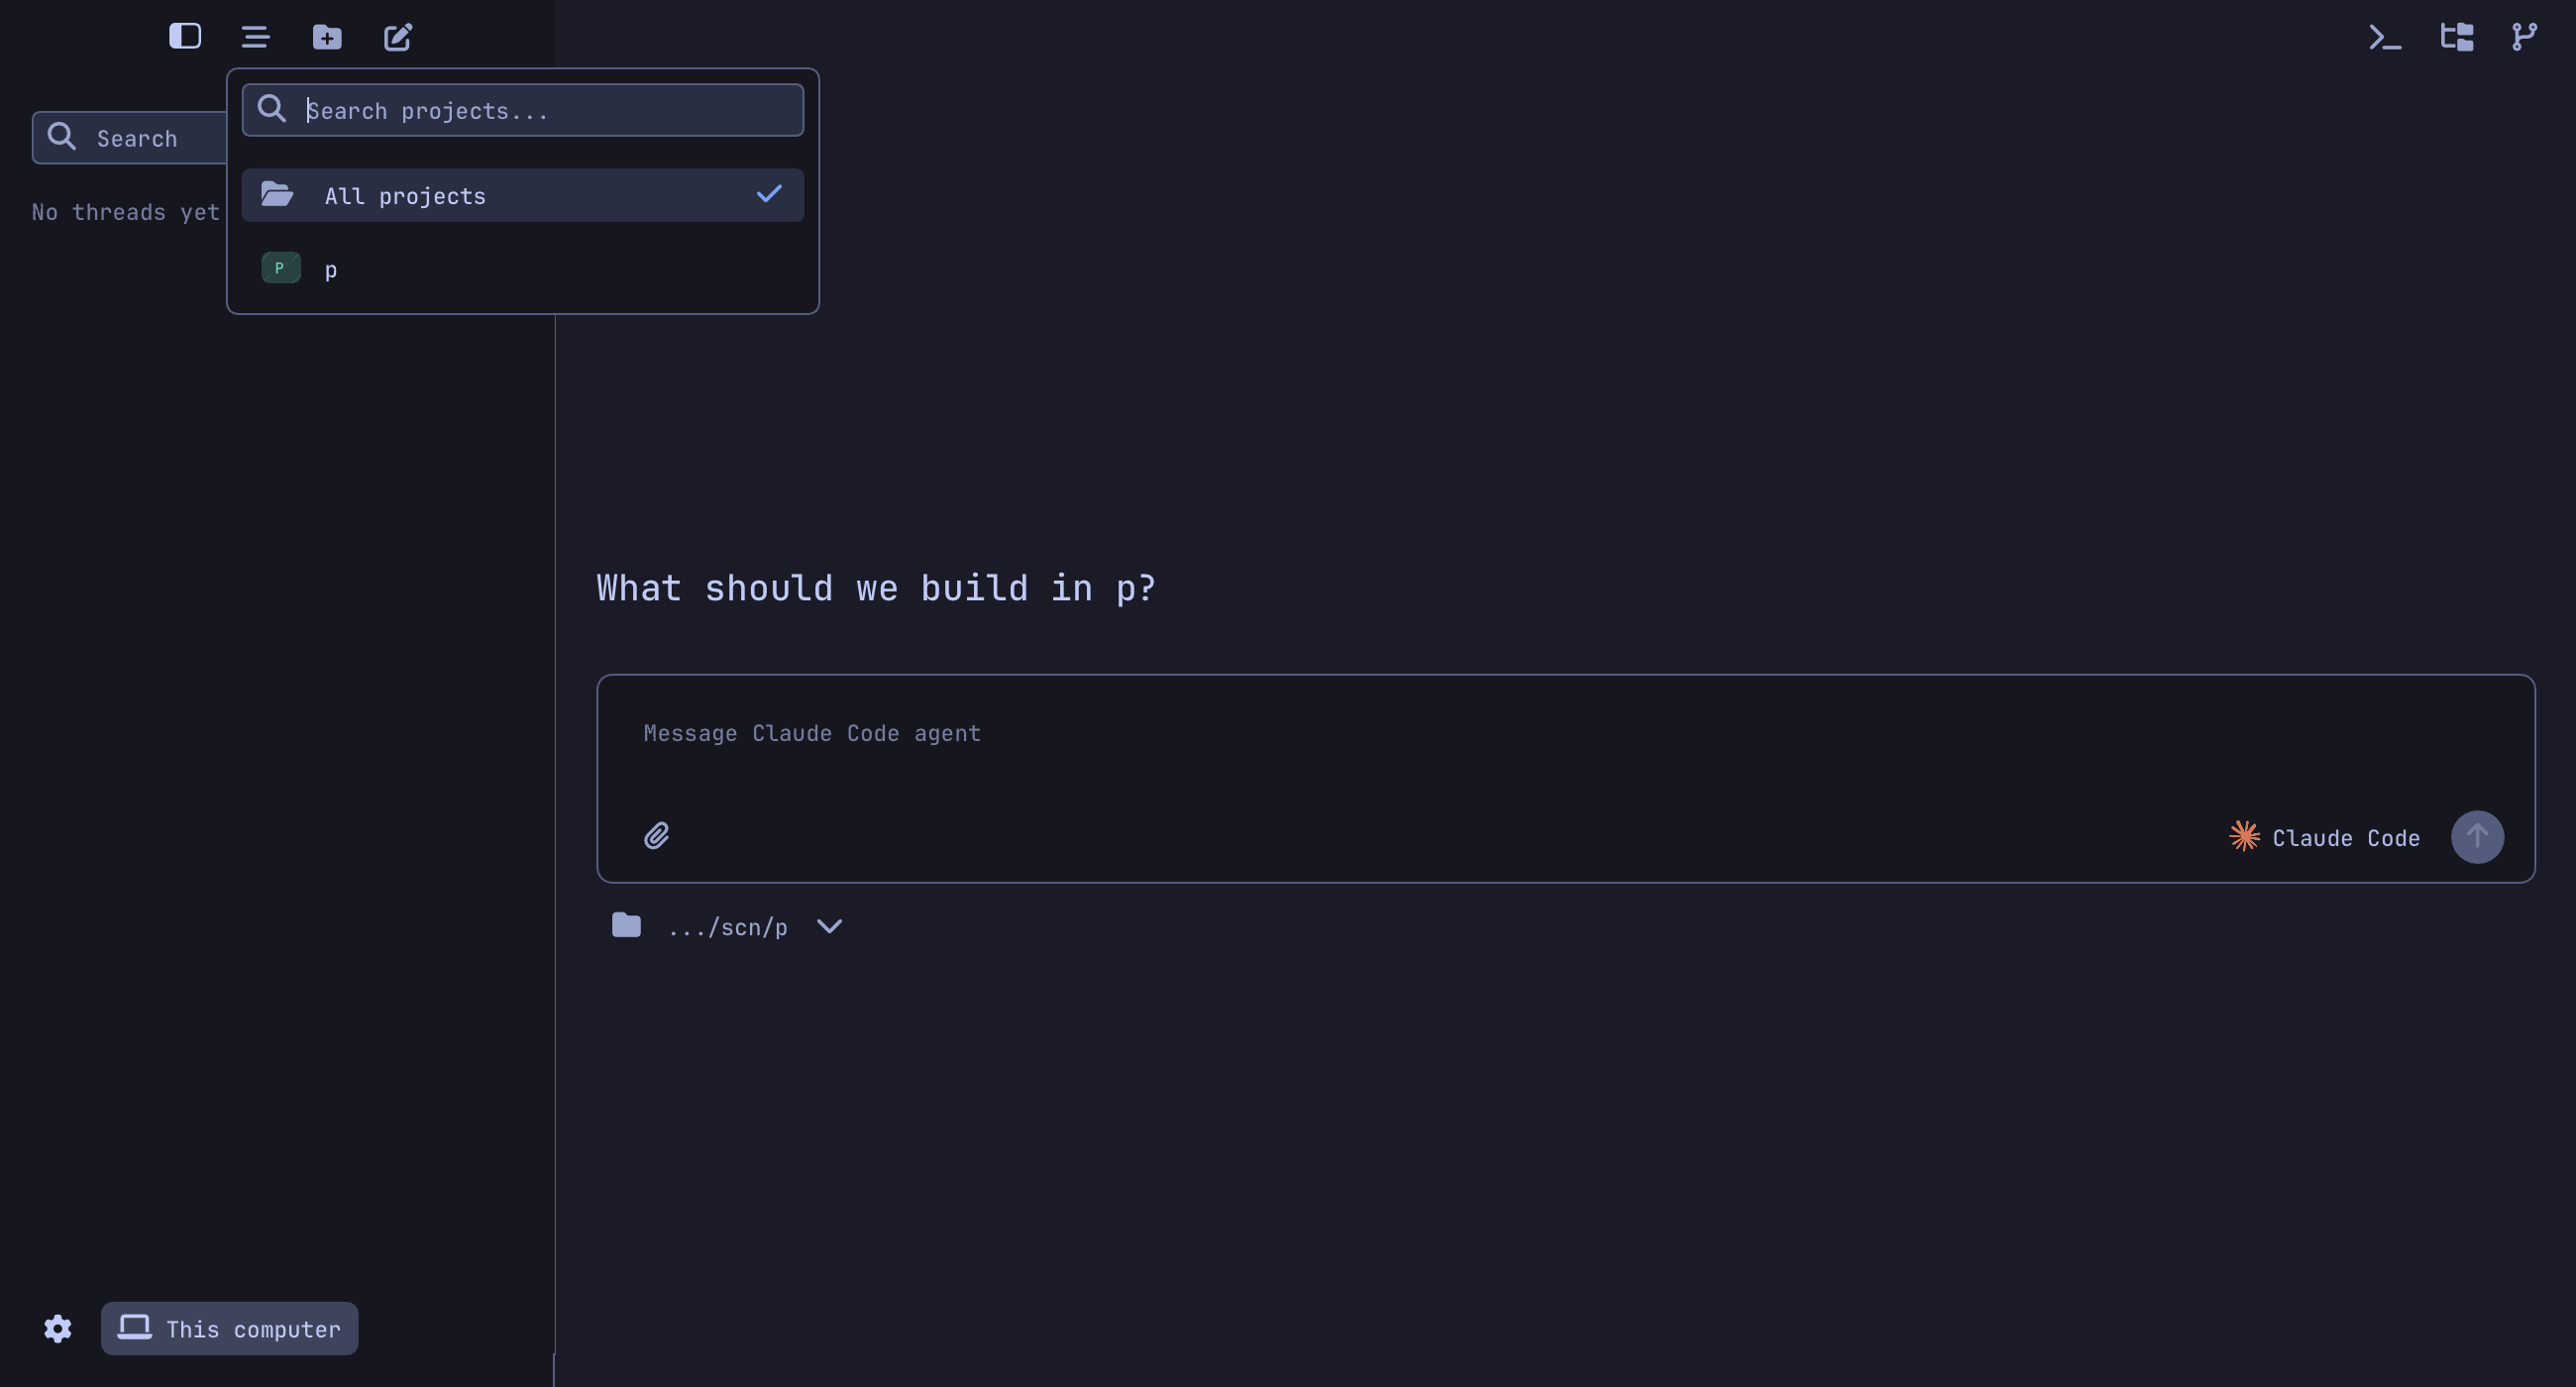 Search projects...
Search
All projects
No threads yet
P
p
What should we build in p?
Message Claude Code agent
Claude Code
.../scn/p
This computer